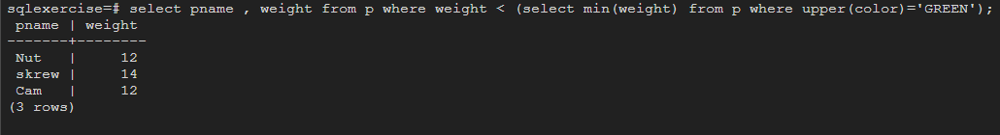 sqlexercise=# select pname , weight from p where weight < (select min(weight) from p where upper(color)='GREEN');
 pname | weight
-------+--------
 Nut   |     12
 skrew |     14
 Cam   |     12
(3 rows)